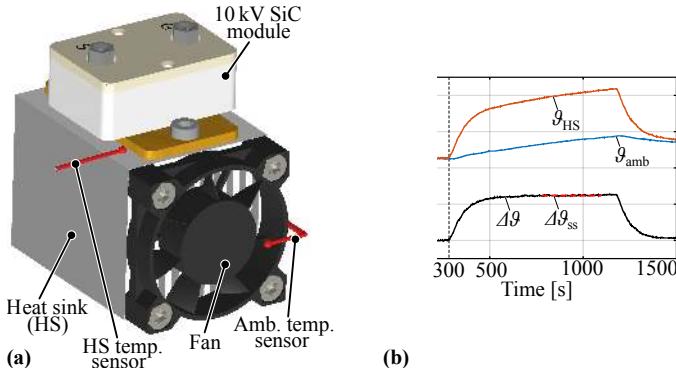 10 kV SiC
module
S
Heat sink
(HS)
HS temp.
sensor
Fan
Amb. temp.
sensor
(a)
ϑHS
ϑamb
Δϑ
Δϑss
300 500 1000 1500
Time [s]
(b)